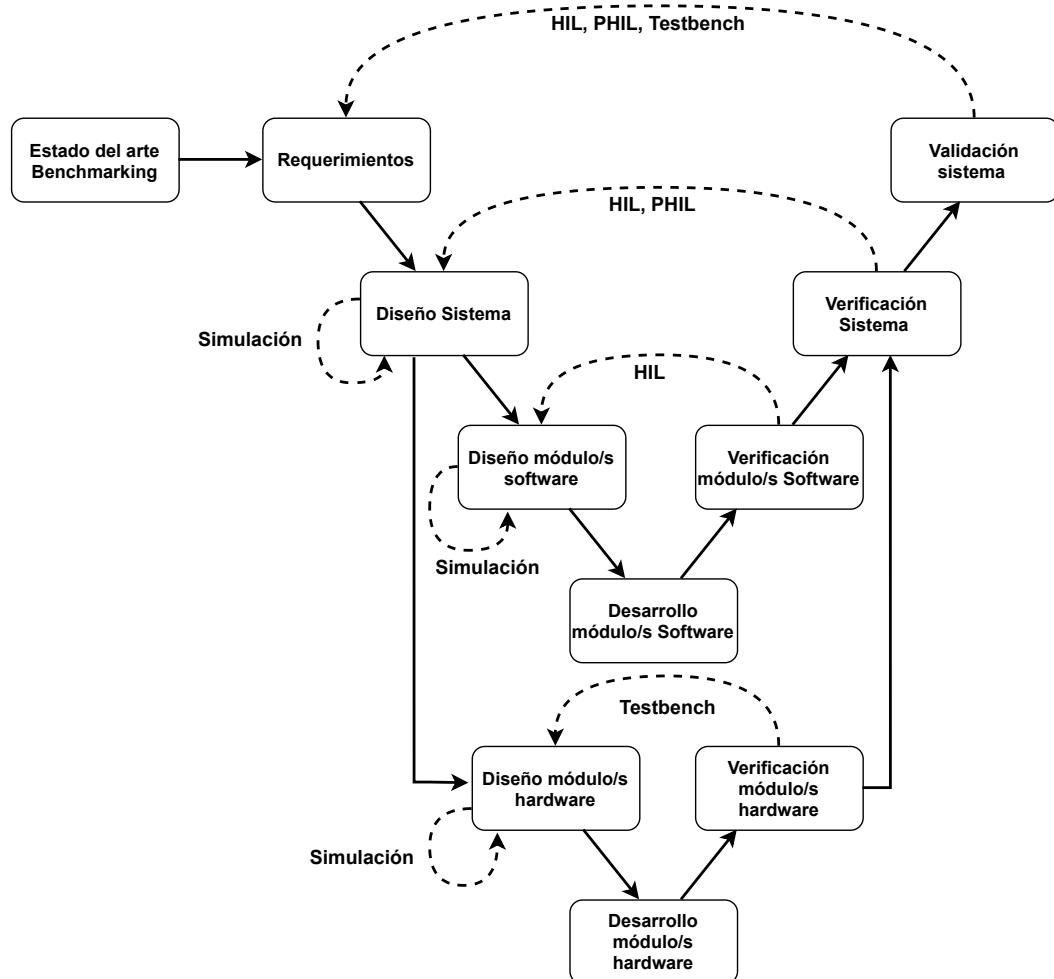 HIL, PHIL, Testbench
Estado del arte
Benchmarking
Requerimientos
Validación
sistema
HIL, PHIL
Diseño Sistema
Verificación
Sistema
Simulación
HIL
Diseño módulo/s
software
Verificación
módulo/s Software
Simulación
Desarrollo
módulo/s Software
Testbench
Diseño módulo/s
hardware
Verificación
módulo/s
hardware
Simulación
Desarrollo
módulo/s
hardware